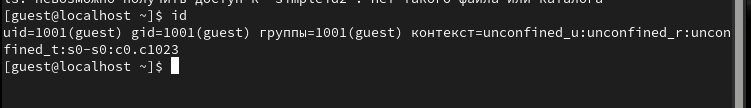 ls: невозможно получить доступ к 'simpleid2': Нет такого файла или каталога
[guest@localhost ~]$ id
uid=1001(guest) gid=1001(guest) группы=1001(guest) контекст=unconfined_u:unconfined_r:uncon
fined_t:s0-s0:c0.c1023
[guest@localhost ~]$